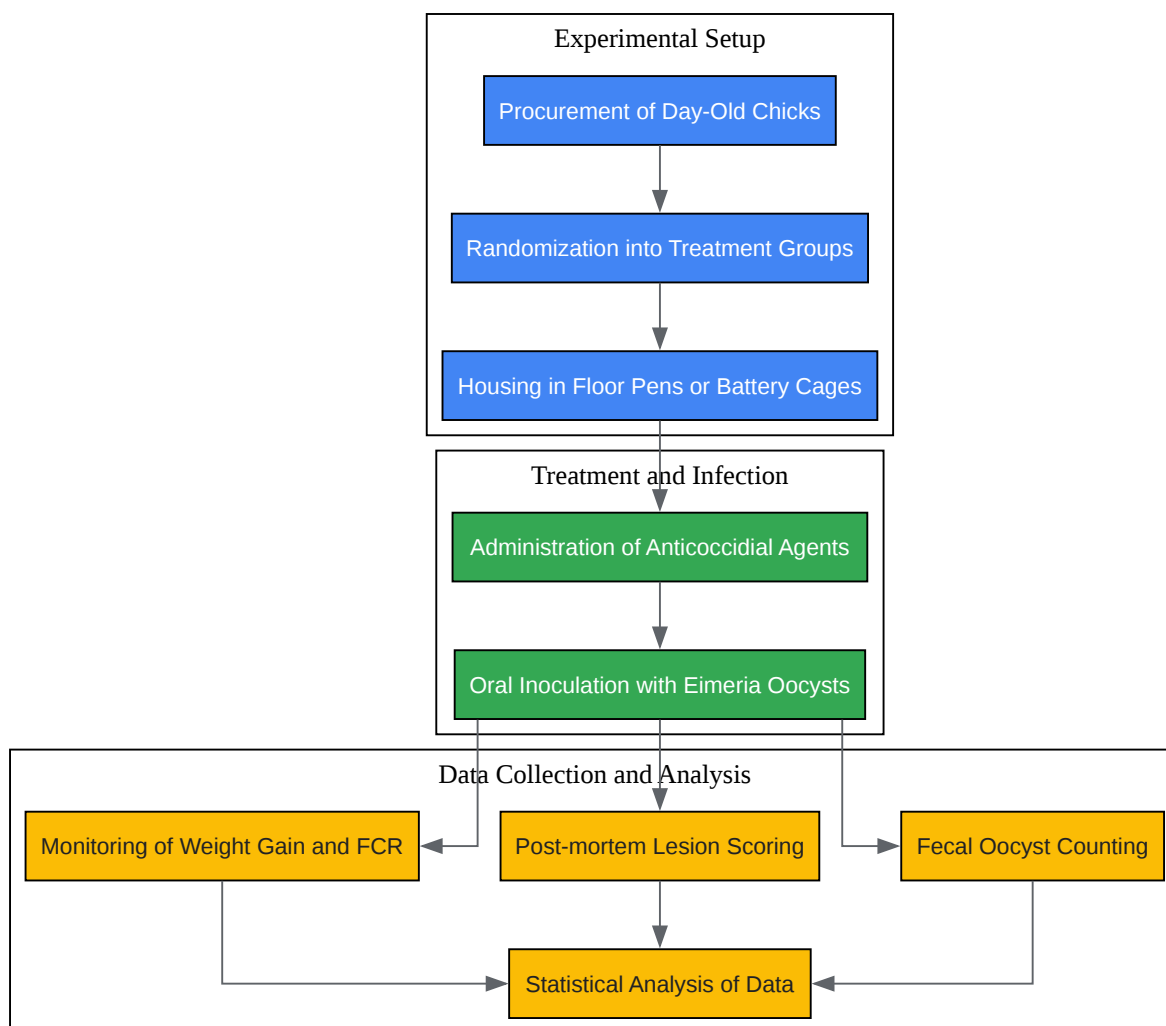 Experimental Setup
Procurement of Day-Old Chicks
Randomization into Treatment Groups
Housing in Floor Pens or Battery Cages
Treatment and Infection
Administration of Anticoccidial Agents
Oral Inoculation with Eimeria Oocysts
Data Collection and Analysis
Monitoring of Weight Gain and FCR
Post-mortem Lesion Scoring
Fecal Oocyst Counting
Statistical Analysis of Data